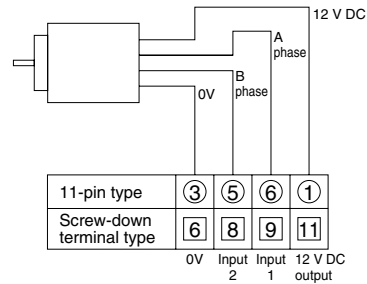 12 V DC
A
phase
B
phase
0V
11-pin type ③ ⑤ ⑥ ①
Screw-down
terminal type
6 8 9 11
0V Input Input 12 V DC
2 1 output